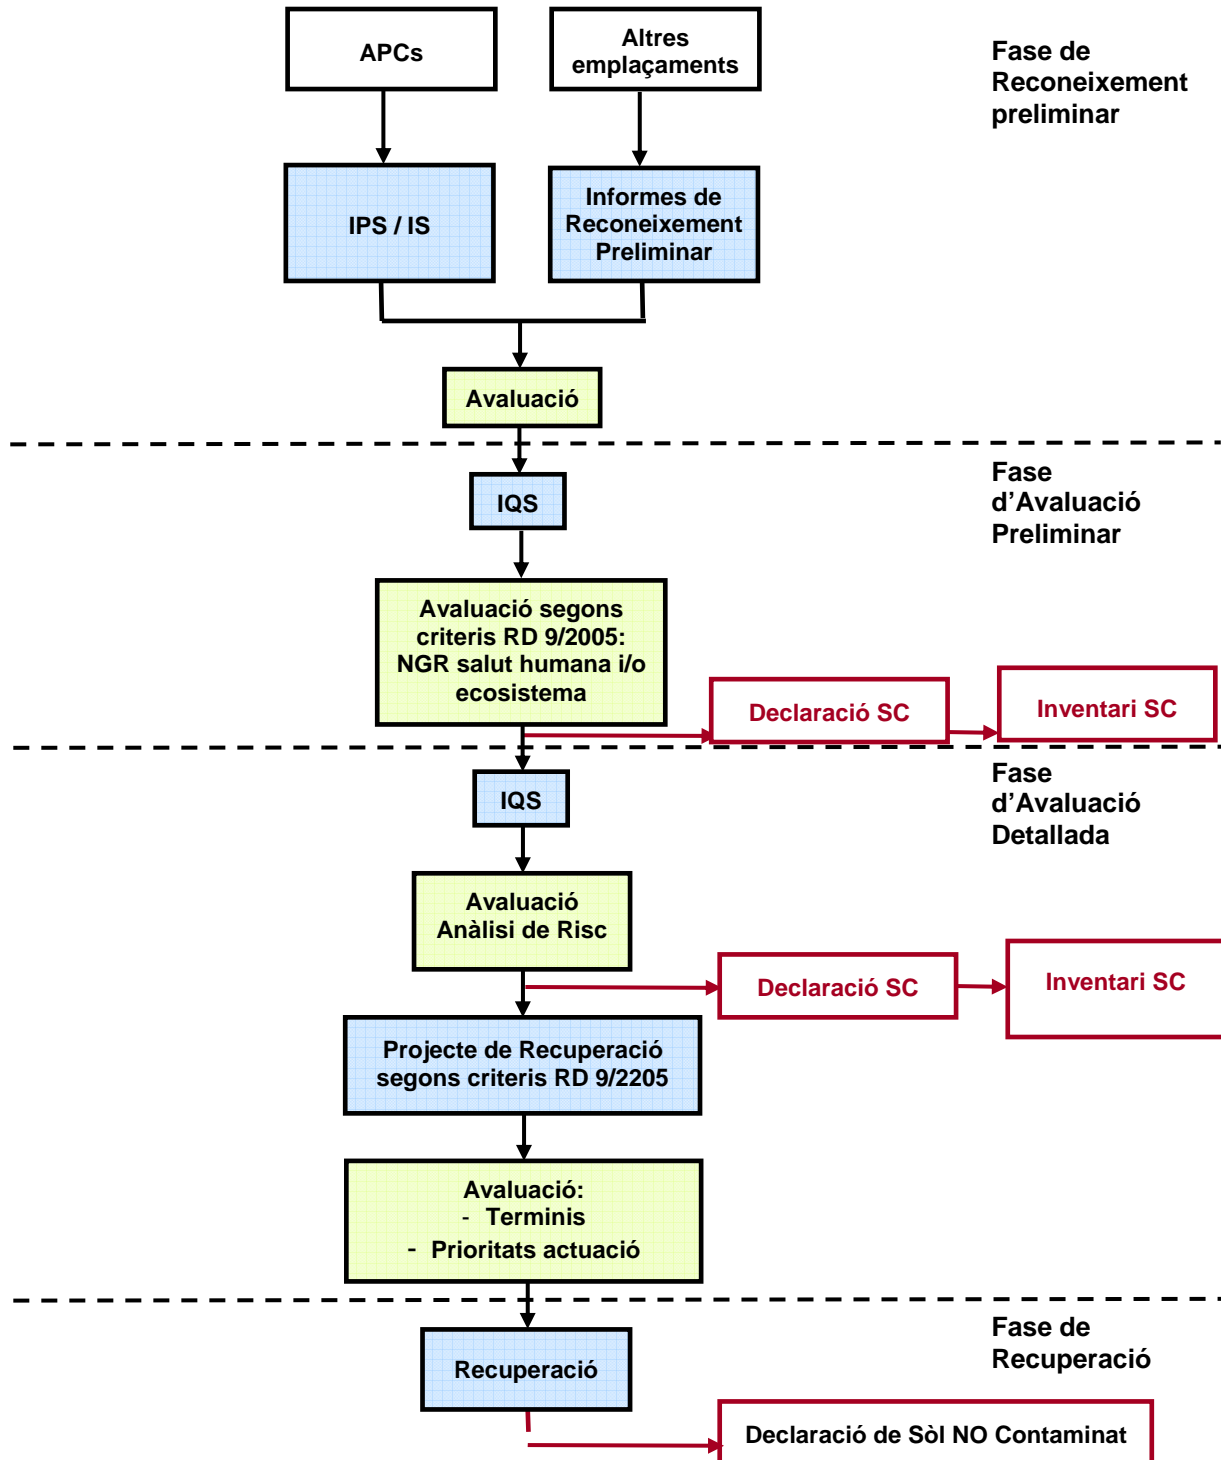 APCs
Altres
emplaçaments
Fase de
Reconeixement
preliminar
IPS / IS
Informes de
Reconeixement
Preliminar
Avaluació
Fase
d’Avaluació
Preliminar
IQS
Avaluació segons
criteris RD 9/2005:
NGR salut humana i/o
ecosistema
Declaració SC
Inventari SC
Fase
d’Avaluació
Detallada
IQS
Avaluació
Anàlisi de Risc
Declaració SC
Inventari SC
Projecte de Recuperació
segons criteris RD 9/2205
Avaluació:
- Terminis
- Prioritats actuació
Fase de
Recuperació
Recuperació
Declaració de Sòl NO Contaminat